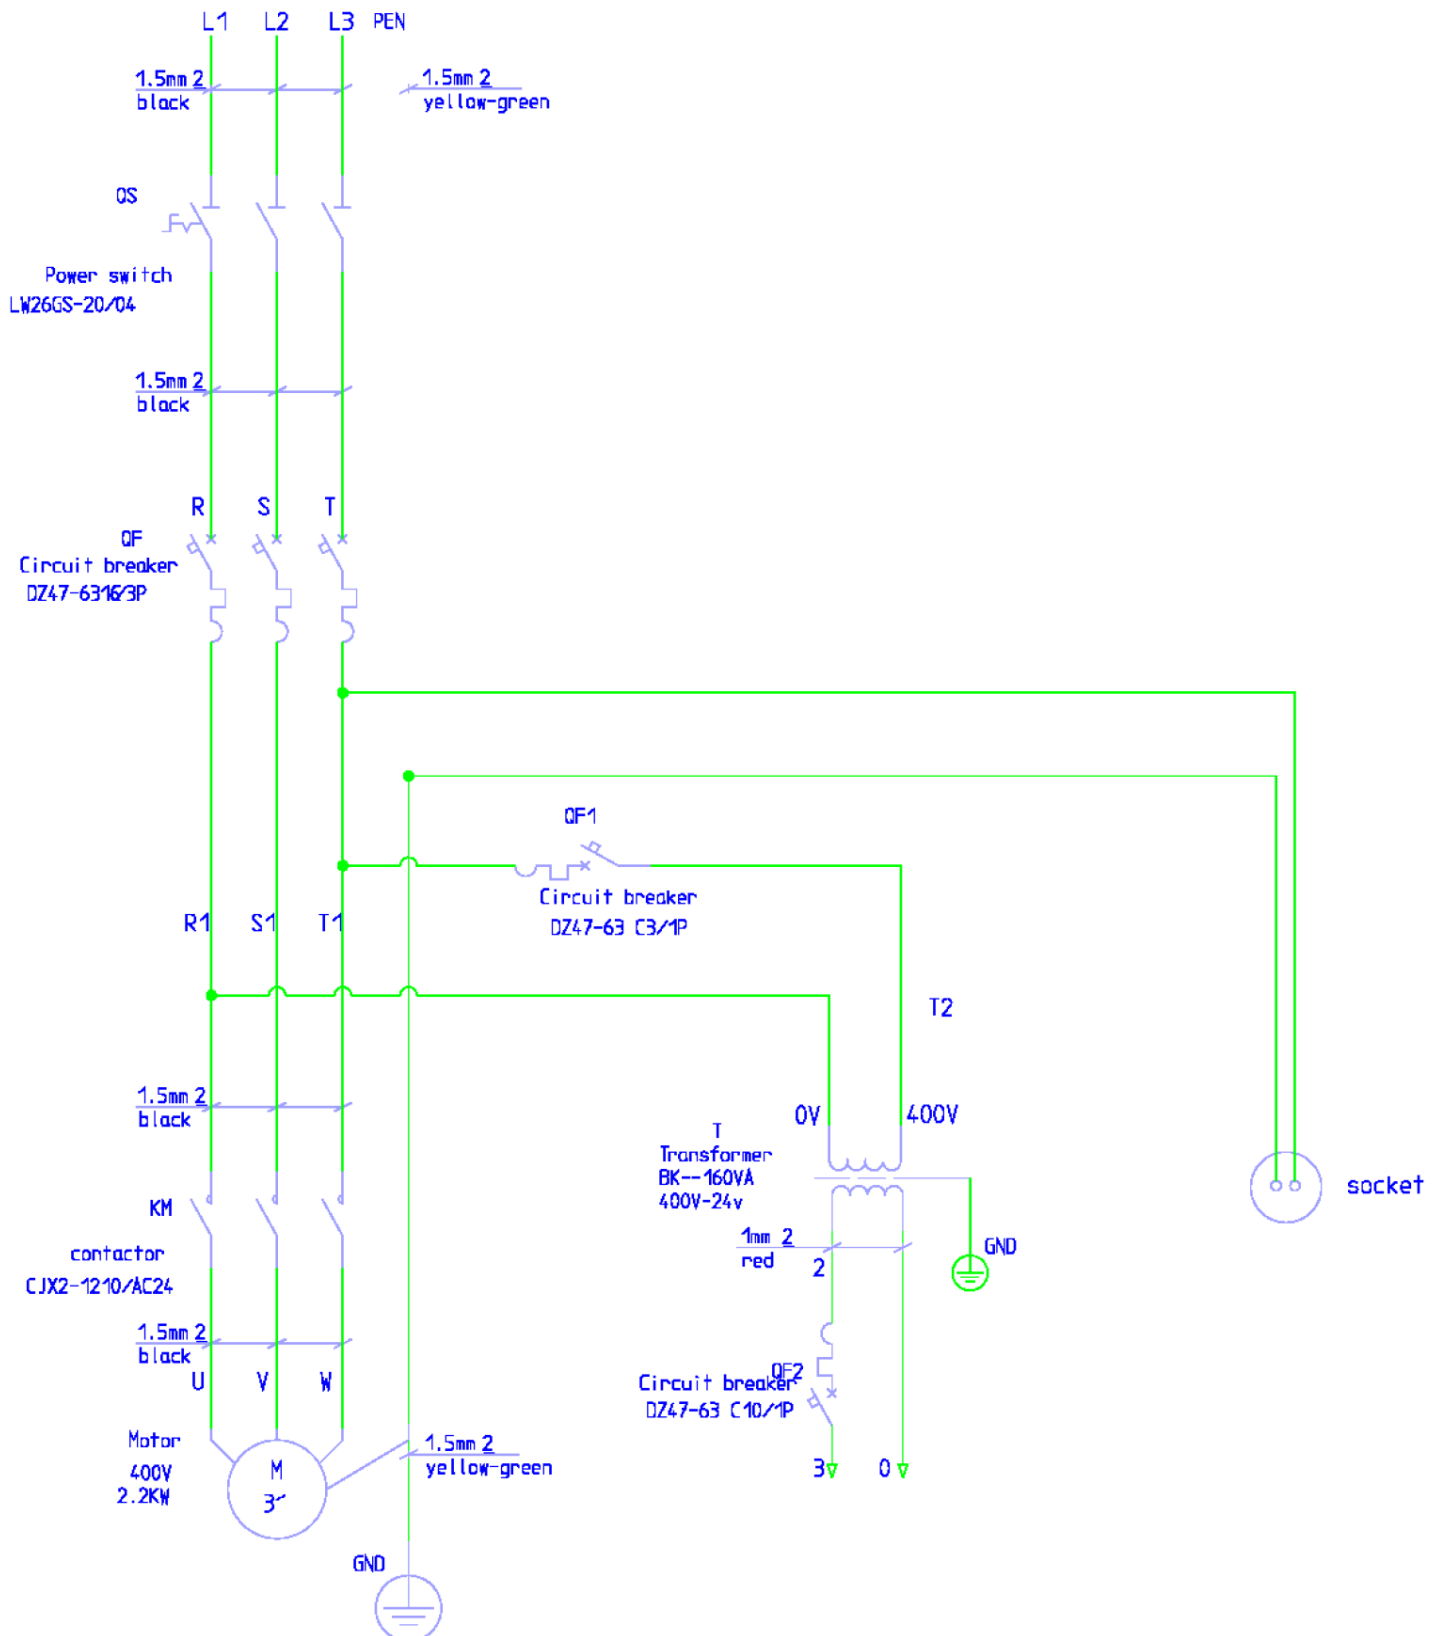 L1 L2 L3 PEN
1.5mm 2
black
1.5mm 2
yellow-green
QS
Power switch
LW26GS-20/04
1.5mm 2
black
R S T
QF
Circuit breaker
DZ47-6316/3P
QF1
Circuit breaker
DZ47-63 C3/1P
R1 S1 T1
T2
0V 400V
T
Transformer
BK--160VA
400V-24v
1.5mm 2
black
socket
KM
contactor
CJX2-1210/AC24
1mm 2
red
2
GND
1.5mm 2
black
U V W
QF2
Circuit breaker
DZ47-63 C10/1P
Motor
400V
2.2KW
M
3~
1.5mm 2
yellow-green
3 0
GND